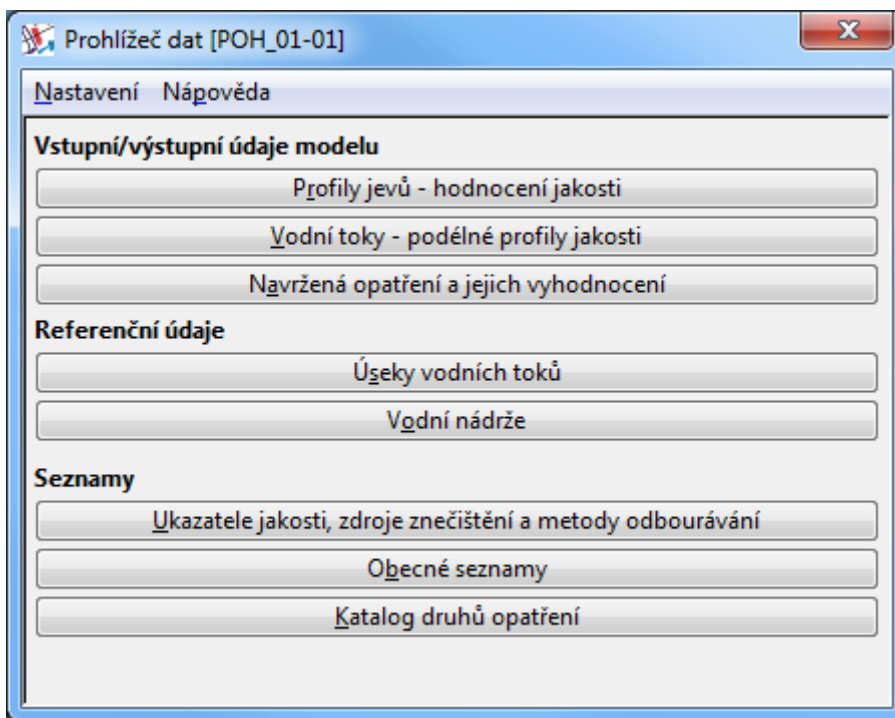 Prohlížeč dat [POH_01-01]
Nastavení Nápověda
Vstupní/výstupní údaje modelu
Profily jevů - hodnocení jakosti
Vodní toky - podélné profily jakosti
Navržená opatření a jejich vyhodnocení
Referenční údaje
Úseky vodních toků
Vodní nádrže
Seznamy
Ukazatele jakosti, zdroje znečištění a metody odbourávání
Obecné seznamy
Katalog druhů opatření